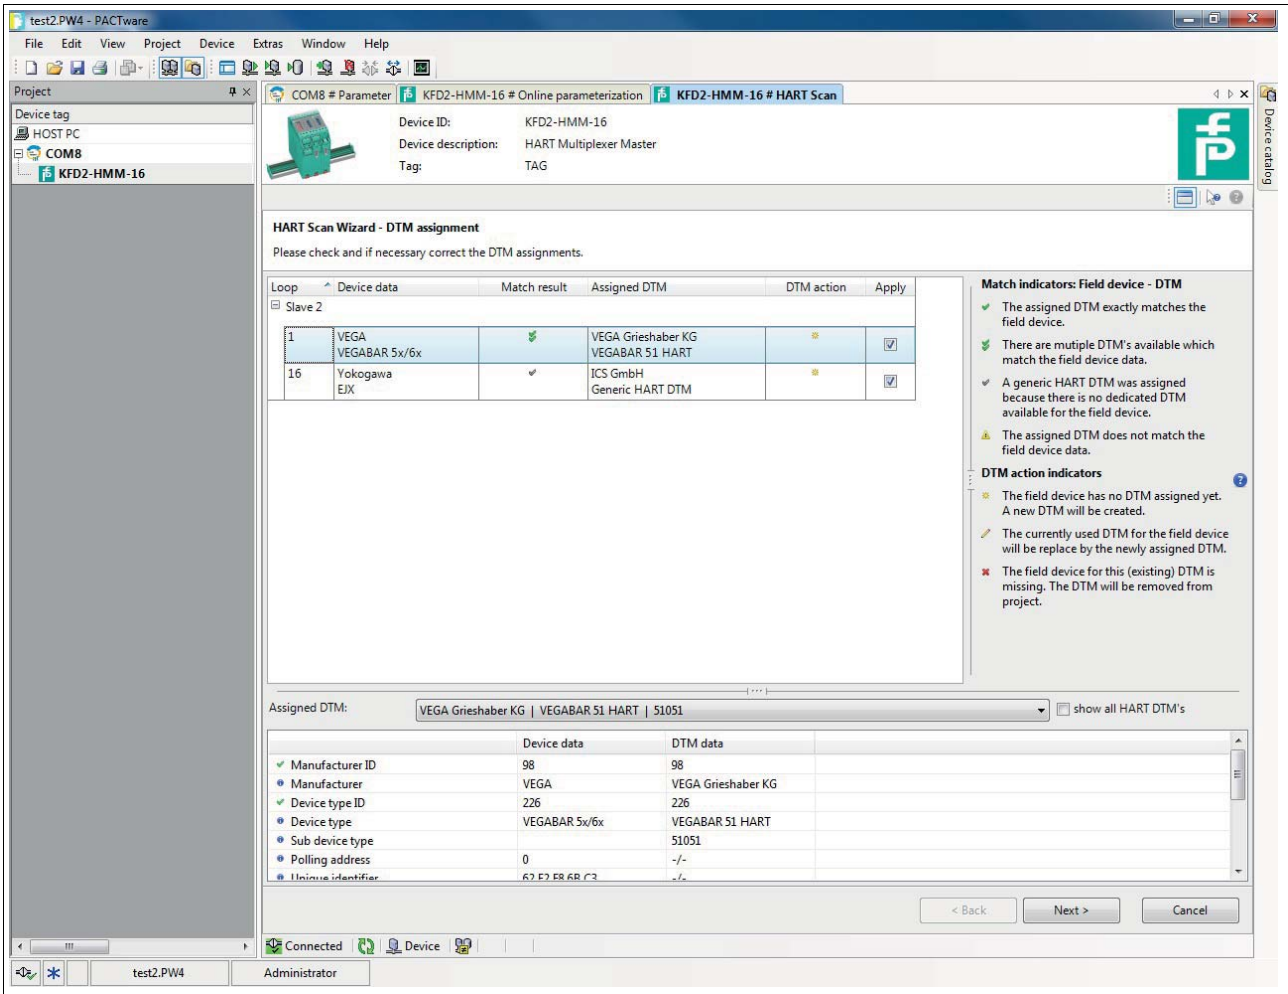 test2.PW4 - PACTware
File Edit View Project Device Extras Window Help
Project
Device tag
HOST PC
COM8
KFD2-HMM-16
COM8 # Parameter KFD2-HMM-16 # Online parameterization KFD2-HMM-16 # HART Scan
Device ID: KFD2-HMM-16
Device description: HART Multiplexer Master
Tag: TAG
Device catalog
HART Scan Wizard - DTM assignment
Please check and if necessary correct the DTM assignments.
Loop Device data Match result Assigned DTM DTM action Apply
Slave 2
1 VEGA VEGA Grieshaber KG
VEGABAR 5x/6x VEGABAR 51 HART
16 Yokogawa ICS GmbH
EJX Generic HART DTM
Match indicators: Field device - DTM
The assigned DTM exactly matches the
field device.
There are mutiple DTM's available which
match the field device data.
A generic HART DTM was assigned
because there is no dedicated DTM
available for the field device.
The assigned DTM does not match the
field device data.
DTM action indicators
The field device has no DTM assigned yet.
A new DTM will be created.
The currently used DTM for the field device
will be replace by the newly assigned DTM.
The field device for this (existing) DTM is
missing. The DTM will be removed from
project.
Assigned DTM: VEGA Grieshaber KG | VEGABAR 51 HART | 51051 show all HART DTM's
Device data DTM data
Manufacturer ID 98 98
Manufacturer VEGA VEGA Grieshaber KG
Device type ID 226 226
Device type VEGABAR 5x/6x VEGABAR 51 HART
Sub device type 51051
Polling address 0 -/-
Unique identifier 62 E2 F8 6B C3 -/-
< Back Next > Cancel
Connected Device
test2.PW4 Administrator